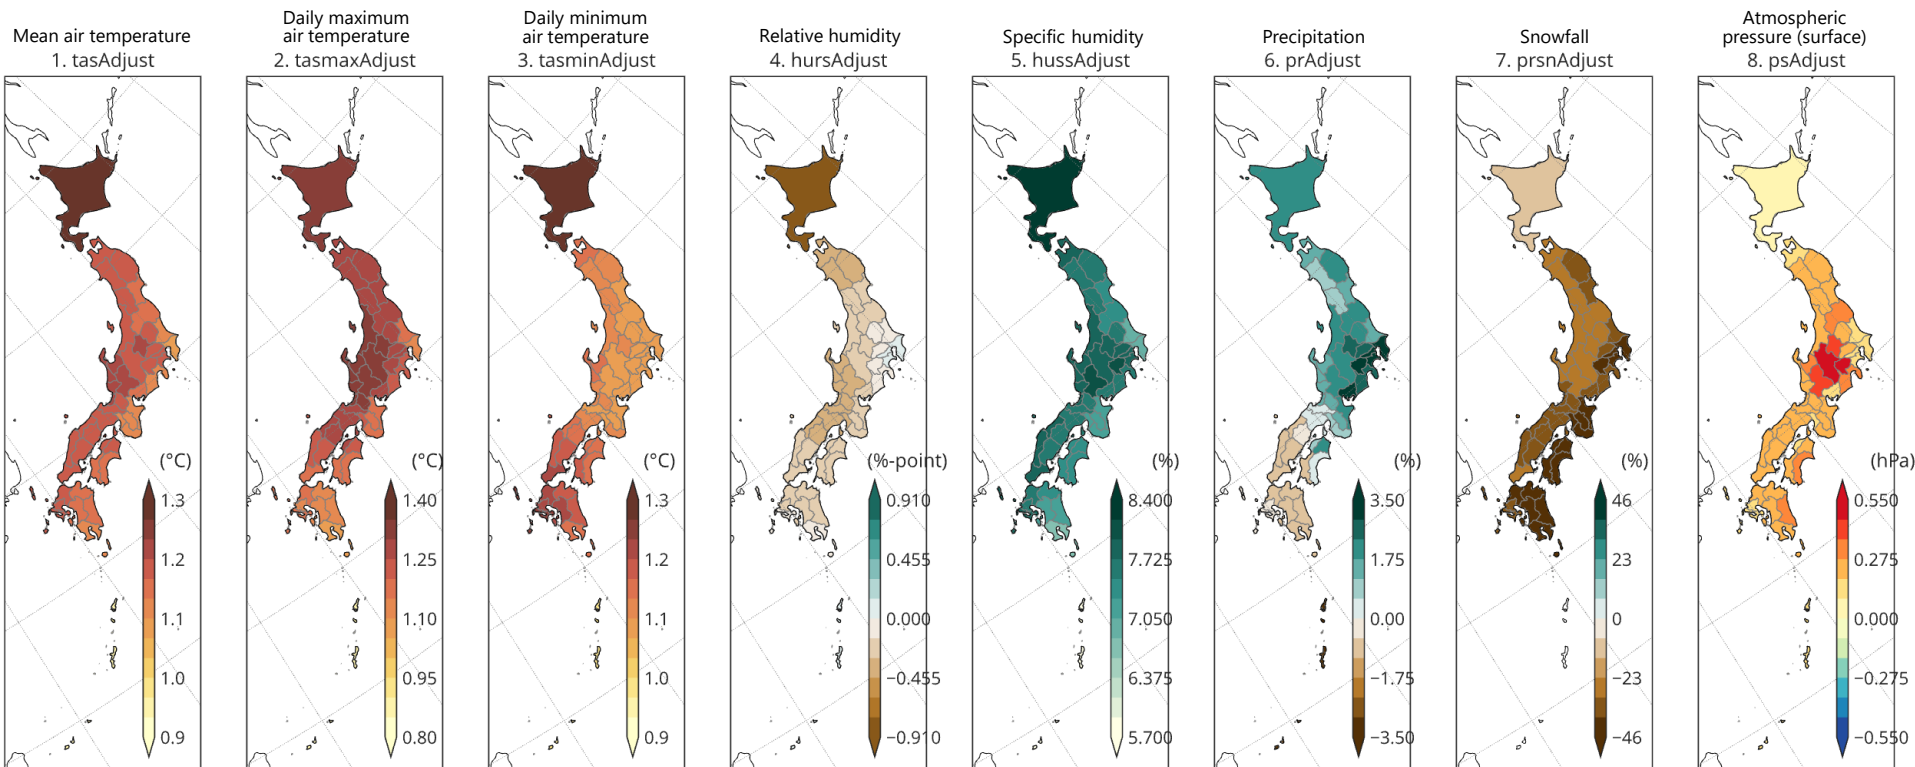 Mean air temperature
1. tasAdjust
Daily maximum
air temperature
2. tasmaxAdjust
Daily minimum
air temperature
3. tasminAdjust
Relative humidity
4. hursAdjust
Specific humidity
5. hussAdjust
Precipitation
6. prAdjust
Snowfall
7. prsnAdjust
Atmospheric
pressure (surface)
8. psAdjust
(°C)
1.3
1.2
1.1
1.0
0.9
(°C)
1.40
1.25
1.10
0.95
0.80
(°C)
1.3
1.2
1.1
1.0
0.9
(%-point)
0.910
0.455
0.000
−0.455
−0.910
(%)
8.400
7.725
7.050
6.375
5.700
(%)
3.50
1.75
0.00
−1.75
−3.50
(%)
46
23
0
−23
−46
(hPa)
0.550
0.275
0.000
−0.275
−0.550